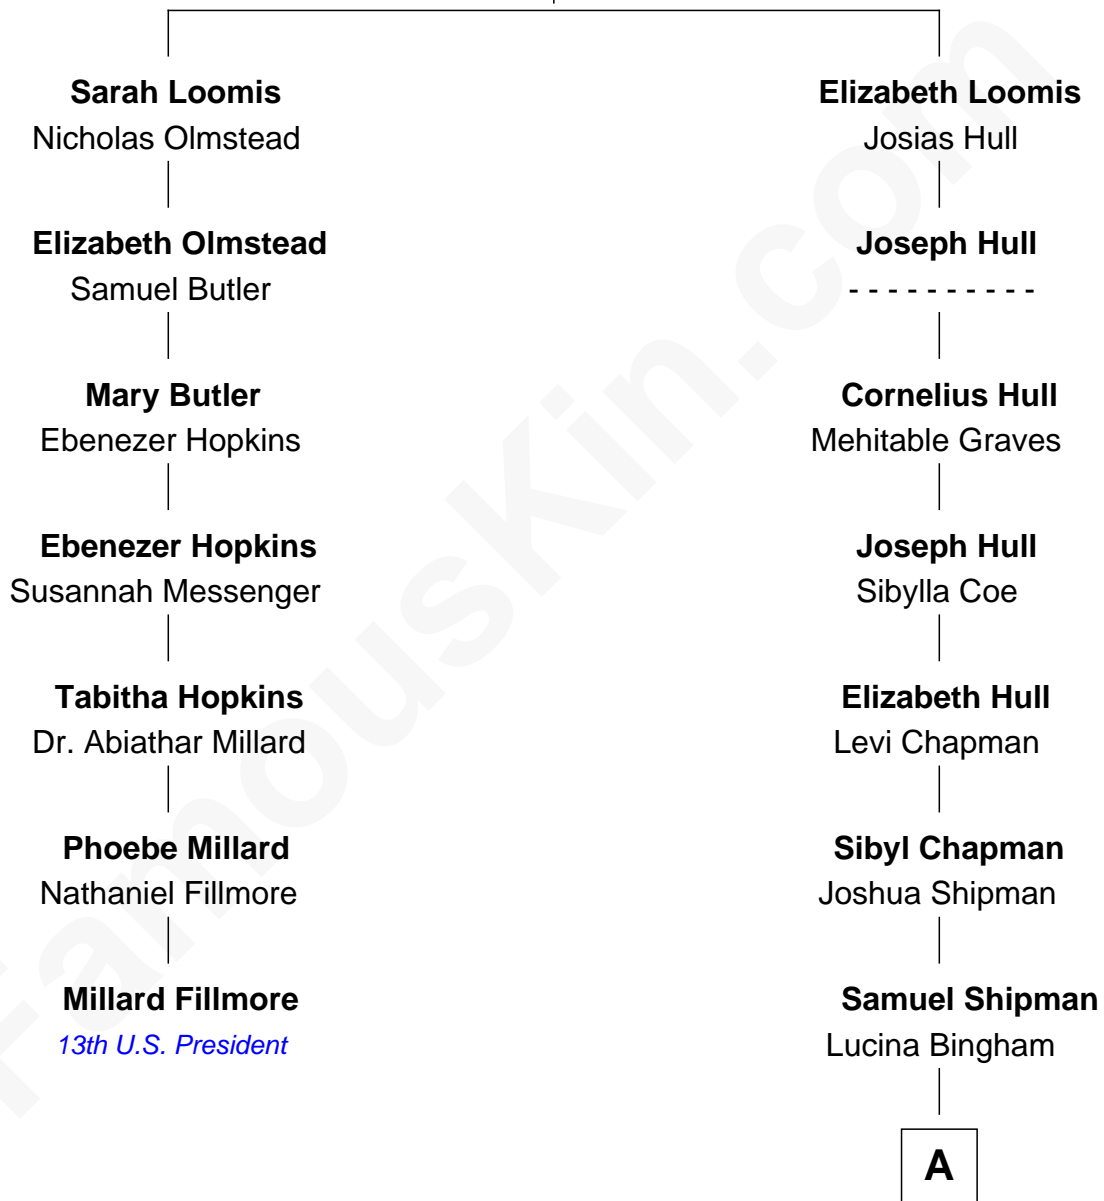 Sarah Loomis
Nicholas Olmstead
Elizabeth Olmstead
Samuel Butler
Mary Butler
Ebenezer Hopkins
Ebenezer Hopkins
Susannah Messenger
Tabitha Hopkins
Dr. Abiathar Millard
Phoebe Millard
Nathaniel Fillmore
Millard Fillmore
13th U.S. President
Elizabeth Loomis
Josias Hull
Joseph Hull
- - - - - - - - - -
Cornelius Hull
Mehitable Graves
Joseph Hull
Sibylla Coe
Elizabeth Hull
Levi Chapman
Sibyl Chapman
Joshua Shipman
Samuel Shipman
Lucina Bingham
A
FamousKin.com